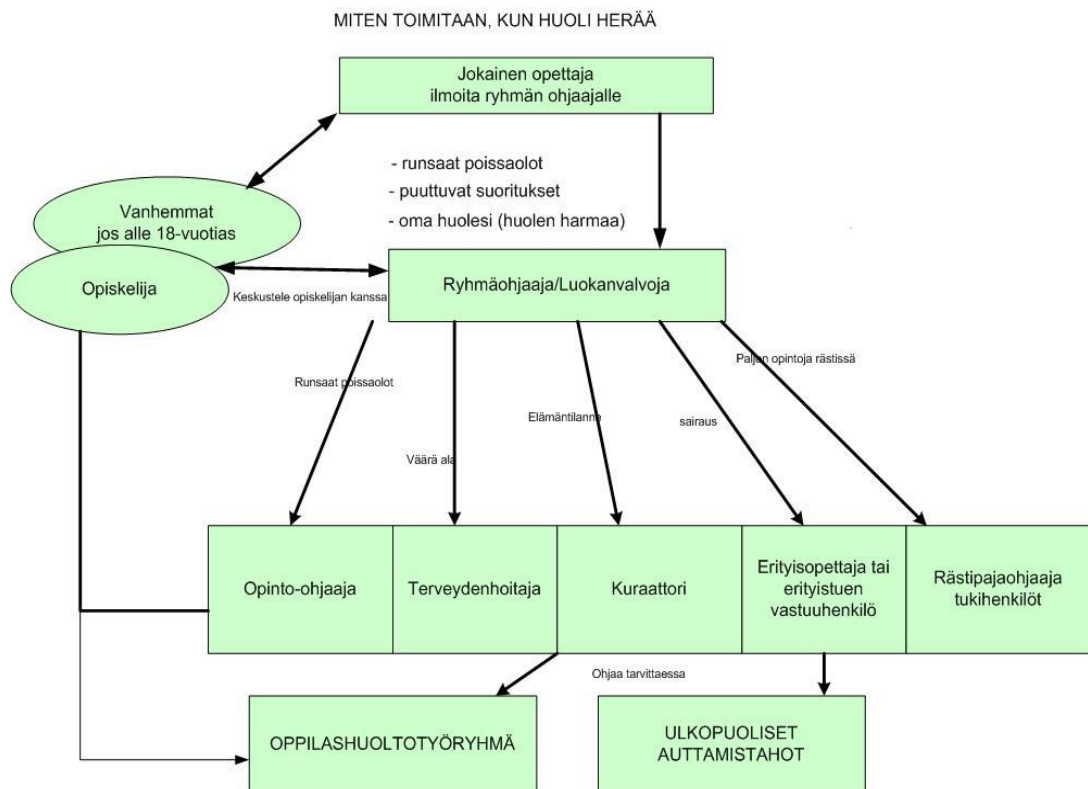 MITEN TOIMITAAN, KUN HUOLI HERÄÄ
Jokainen opettaja
ilmoita ryhmän ohjaajalle
- runsaat poissaolot
- puuttuvat suoritukset
- oma huolesi (huolen harmaa)
Vanhemmat
jos alle 18-vuotias
Opiskelija
Keskustele opiskelijan kanssa
Ryhmäohjaaja/Luokanvalvoja
Runsaat poissaolot
Väärä ala
Elämäntilanne
sairaus
Paljon opintoja rästissä
Opinto-ohjaaja
Terveydenhoitaja
Kuraattori
Erityisopettaja tai
erityistuen
vastuuhenkilö
Rästipajaohjaaja
tukihenkilöt
Ohjaa tarvittaessa
OPPILASHUOLTOTYÖRYHMÄ
ULKOPUOLISET
AUTTAMISTAHOT